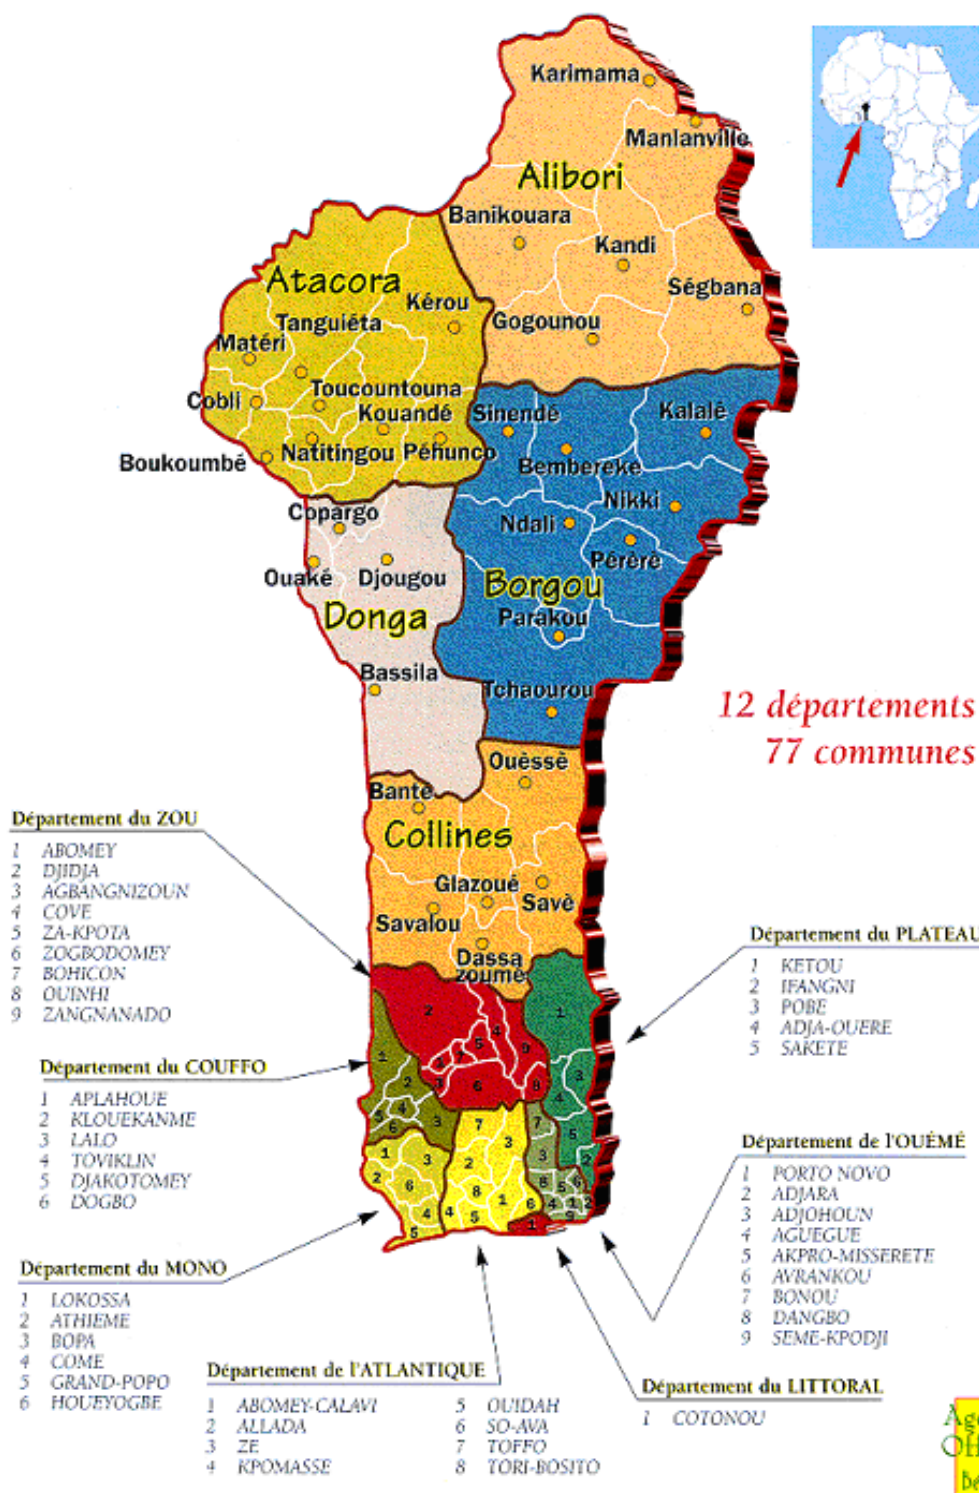 Karimama
Manlanville
Alibori
Banikouara
Kandi
Ségbana
Gogounou
Atacora
Kérou
Tanguiéta
Matéri
Toucountouna
Cobli
Kouandé
Boukoumbé
Natitingou
Péhunco
Sinendè
Kalalè
Bembereke
Nikki
Ndali
Pérèrè
Borgou
Parakou
Tchaourou
Copargo
Ouaké
Djougou
Donga
Bassila
12 départements
77 communes
Ouèssè
Bante
Collines
Glazoué
Savè
Savalou
Dassa
zoumè
Département du ZOU
1 ABOMEY
2 DJIDJA
3 AGBANGNIZOUN
4 COVE
5 ZA-KPOTA
6 ZOGBODOMEY
7 BOHICON
8 OUINHI
9 ZANGNANADO
Département du COUFFO
1 APLAHOUE
2 KLOUEKANME
3 LALO
4 TOVIKLIN
5 DJAKOTOMEY
6 DOGBO
Département du MONO
1 LOKOSSA
2 ATHIEME
3 BOPA
4 COME
5 GRAND-POPO
6 HOUEYOGBE
Département de l'ATLANTIQUE
1 ABOMEY-CALAVI
2 ALLADA
3 ZE
4 KPOMASSE
5 OUIDAH
6 SO-AVA
7 TOFFO
8 TORI-BOSITO
Département du LITTORAL
1 COTONOU
Département de l'OUÉMÉ
1 PORTO NOVO
2 ADJARA
3 ADJOHOUN
4 AGUEGUE
5 AKPRO-MISSERETE
6 AVRANKOU
7 BONOU
8 DANGBO
9 SEME-KPODJI
Département du PLATEAU
1 KETOU
2 IFANGNI
3 POBE
4 ADJA-OUERE
5 SAKETE